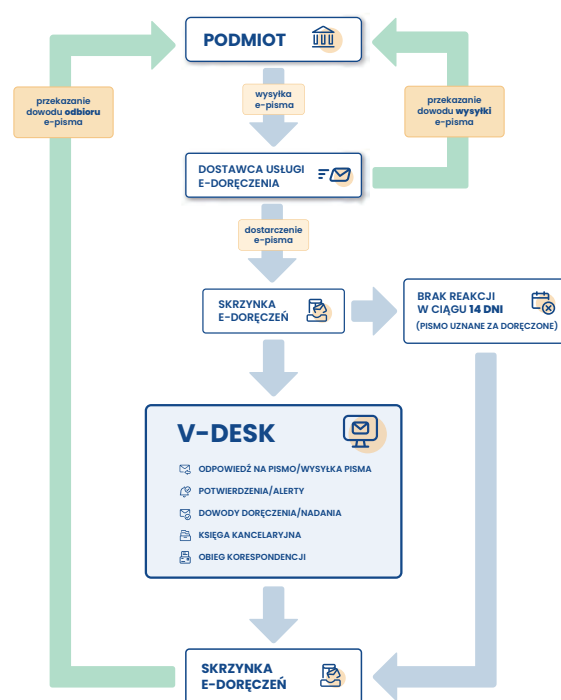 PODMIOT
wysyłka
e-pisma
przekazanie
dowodu odbioru
e-pisma
przekazanie
dowodu wysyłki
e-pisma
DOSTAWCA USŁUGI
E-DORĘCZENIA
dostarczenie
e-pisma
SKRZYNKA
E-DORĘCZEŃ
BRAK REAKCJI
W CIĄGU 14 DNI
(PISMO UZNANE ZA DORĘCZONE)
V-DESK
ODPOWIEDŹ NA PISMO/WYSYŁKA PISMA
POTWIERDZENIA/ALERTY
DOWODY DORĘCZENIA/NADANIA
KSIĘGA KANCELARYJNA
OBIEG KORESPONDENCJI
SKRZYNKA
E-DORĘCZEŃ